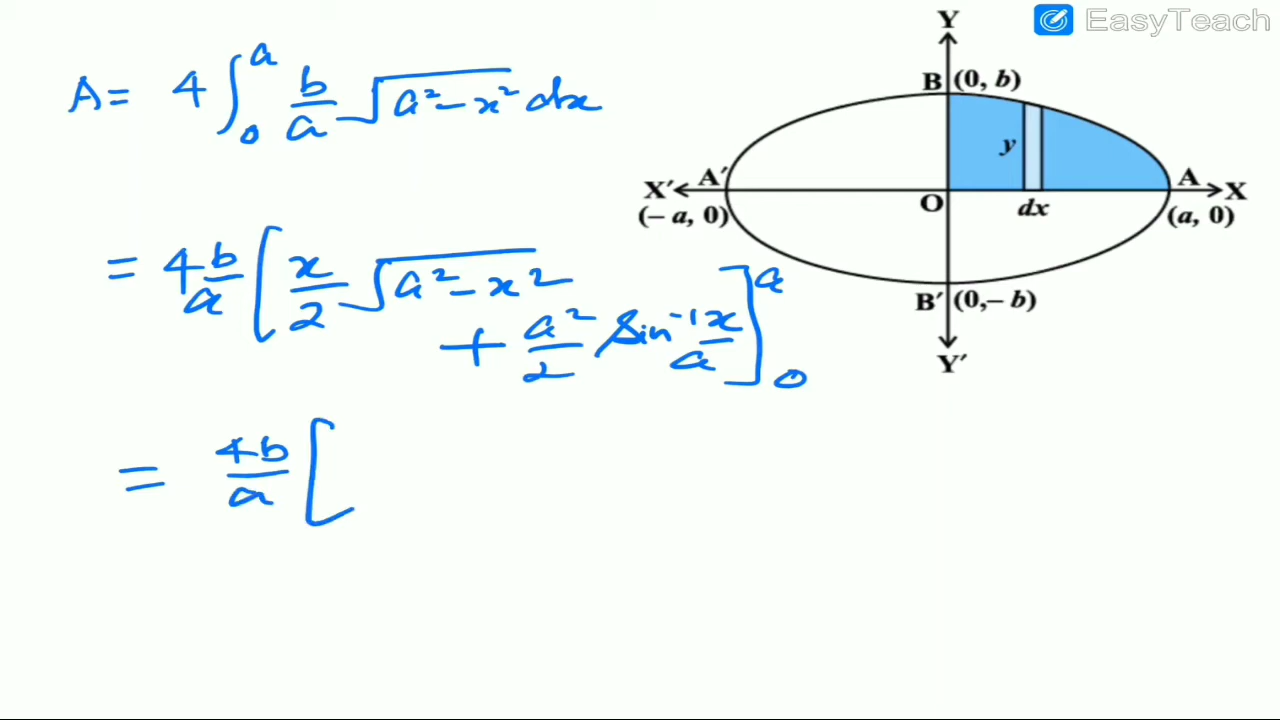 EasyTeach
A = 4 ∫₀ᵃ b/a √(a² − x²) dx
= 4 b/a [ x/2 √(a² − x²)
+ a²/2 sin⁻¹ x/a ]₀ᵃ
= 4b/a [
Y
B (0, b)
y
X′ A′ A X
(– a, 0) O dx (a, 0)
B′ (0, – b)
Y′